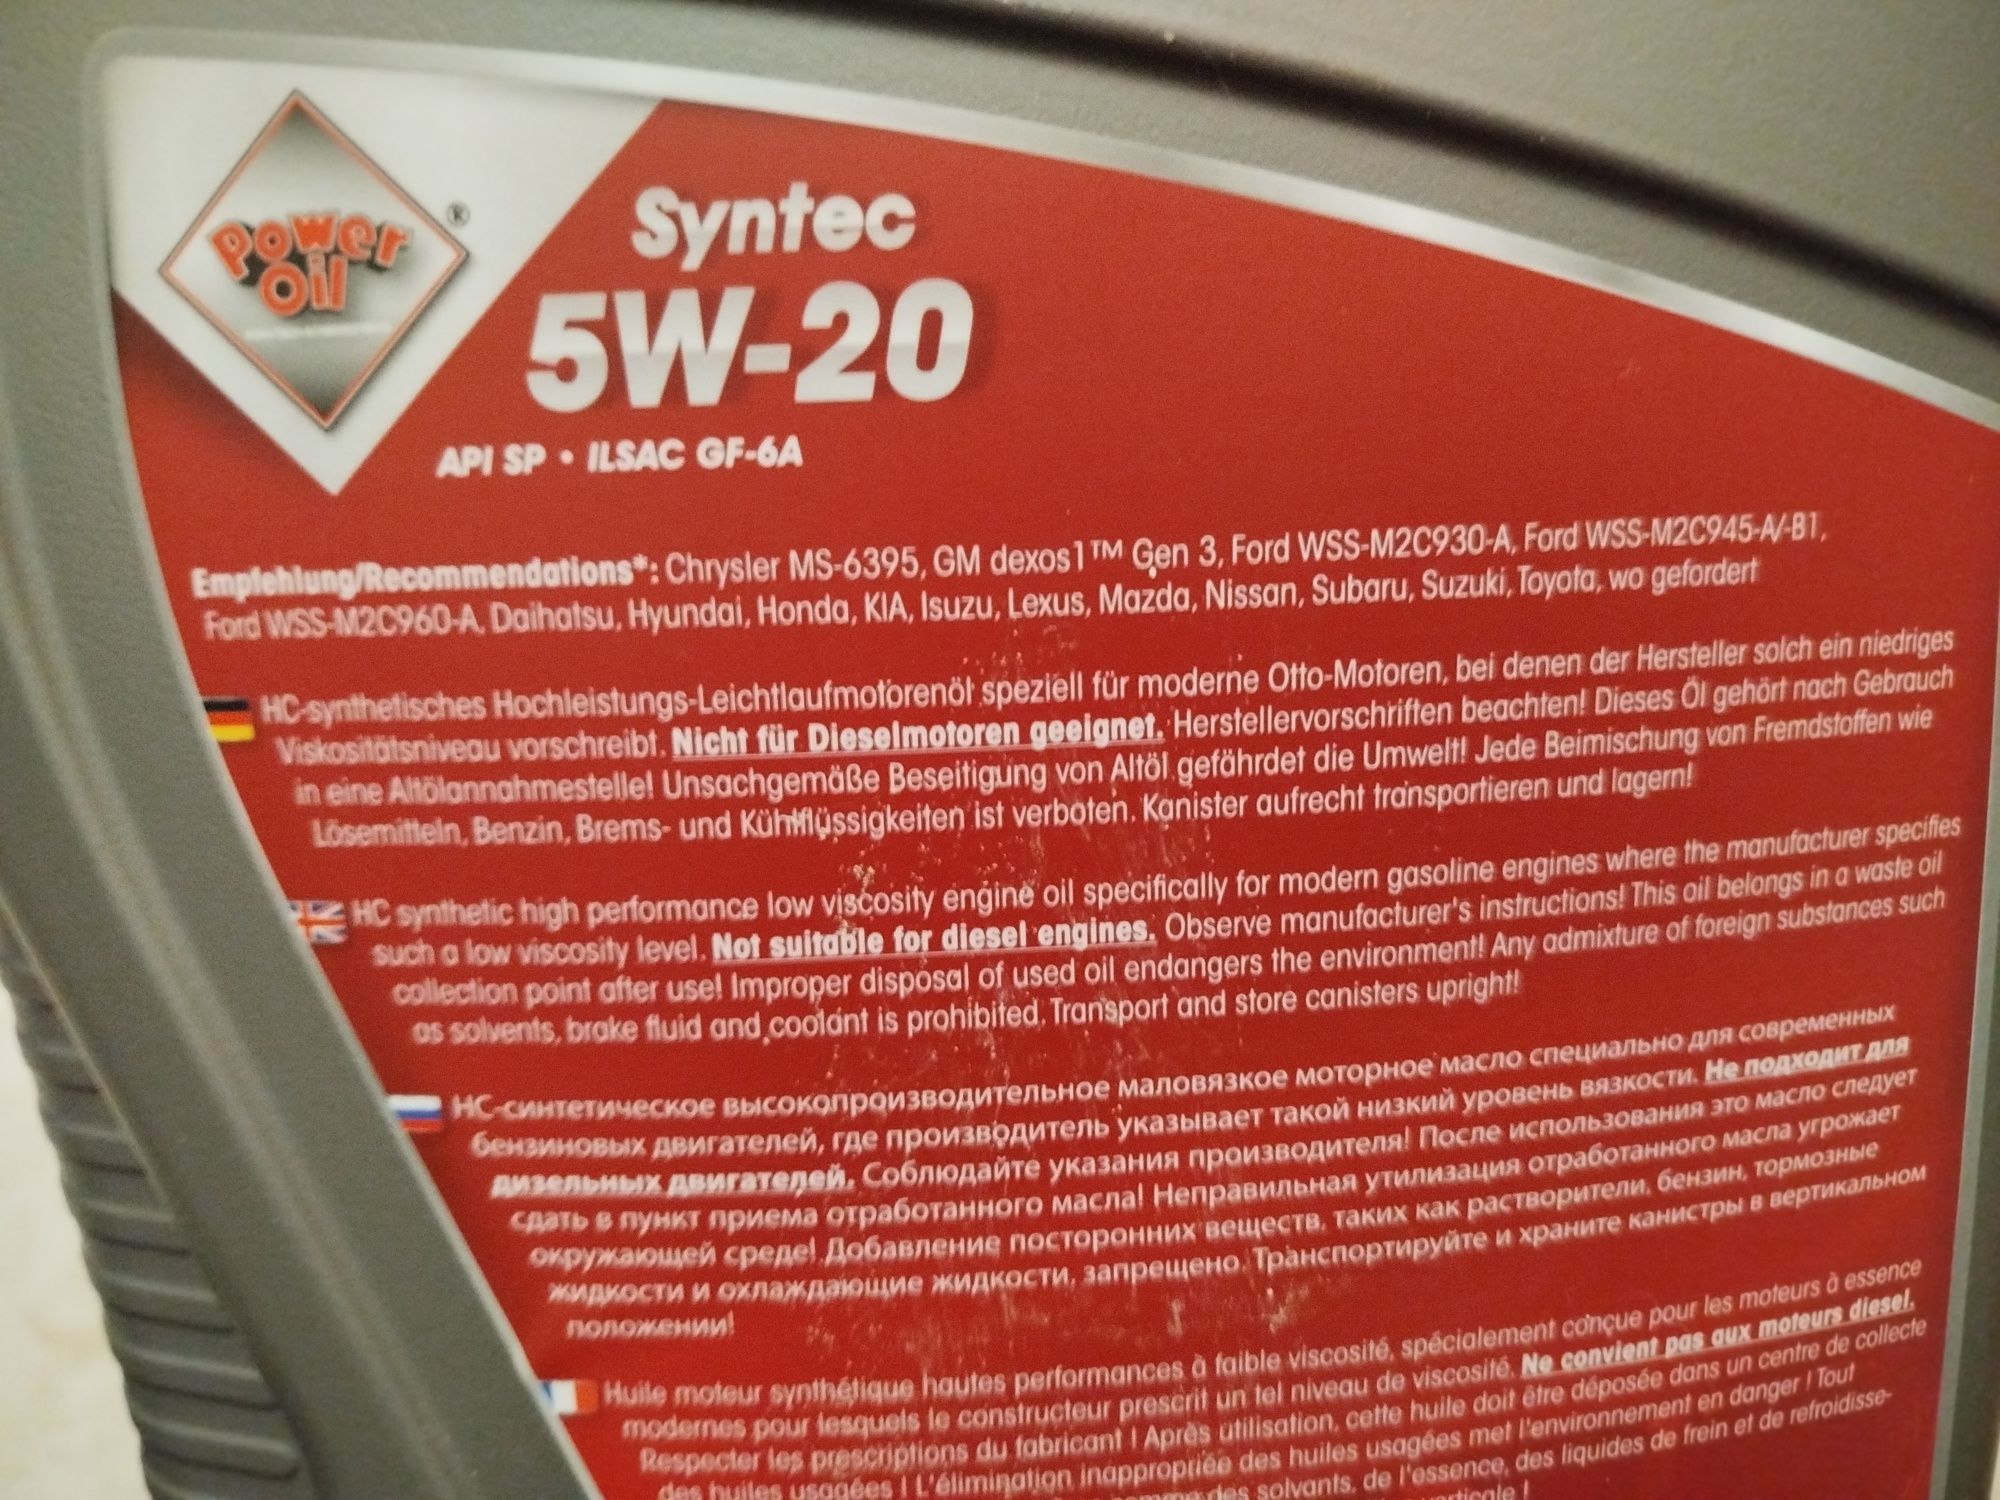 Power
Oil
®
Syntec
5W-20
API SP • ILSAC GF-6A
Empfehlung/Recommendations*: Chrysler MS-6395, GM dexos1™ Gen 3, Ford WSS-M2C930-A, Ford WSS-M2C945-A/-B1,
Ford WSS-M2C960-A, Daihatsu, Hyundai, Honda, KIA, Isuzu, Lexus, Mazda, Nissan, Subaru, Suzuki, Toyota, wo gefordert
HC-synthetisches Hochleistungs-Leichtlaufmotorenöl speziell für moderne Otto-Motoren, bei denen der Hersteller solch ein niedriges
Viskositätsniveau vorschreibt. Nicht für Dieselmotoren geeignet. Herstellervorschriften beachten! Dieses Öl gehört nach Gebrauch
in eine Altölannahmestelle! Unsachgemäße Beseitigung von Altöl gefährdet die Umwelt! Jede Beimischung von Fremdstoffen wie
Lösemitteln, Benzin, Brems- und Kühlflüssigkeiten ist verboten. Kanister aufrecht transportieren und lagern!
HC synthetic high performance low viscosity engine oil specifically for modern gasoline engines where the manufacturer specifies
such a low viscosity level. Not suitable for diesel engines. Observe manufacturer's instructions! This oil belongs in a waste oil
collection point after use! Improper disposal of used oil endangers the environment! Any admixture of foreign substances such
as solvents, brake fluid and coolant is prohibited. Transport and store canisters upright!
HC-синтетическое высокопроизводительное маловязкое моторное масло специально для современных
бензиновых двигателей, где производитель указывает такой низкий уровень вязкости. Не подходит для
дизельных двигателей. Соблюдайте указания производителя! После использования это масло следует
сдать в пункт приема отработанного масла! Неправильная утилизация отработанного масла угрожает
окружающей среде! Добавление посторонних веществ, таких как растворители, бензин, тормозные
жидкости и охлаждающие жидкости, запрещено. Транспортируйте и храните канистры в вертикальном
положении!
Huile moteur synthétique hautes performances à faible viscosité, spécialement conçue pour les moteurs à essence
modernes pour lesquels le constructeur prescrit un tel niveau de viscosité. Ne convient pas aux moteurs diesel.
Respecter les prescriptions du fabricant ! Après utilisation, cette huile doit être déposée dans un centre de collecte
des huiles usagées ! L'élimination inappropriée des huiles usagées met l'environnement en danger ! Tout
comme des solvants, de l'essence, des liquides de frein et de refroidisse-
verticale !